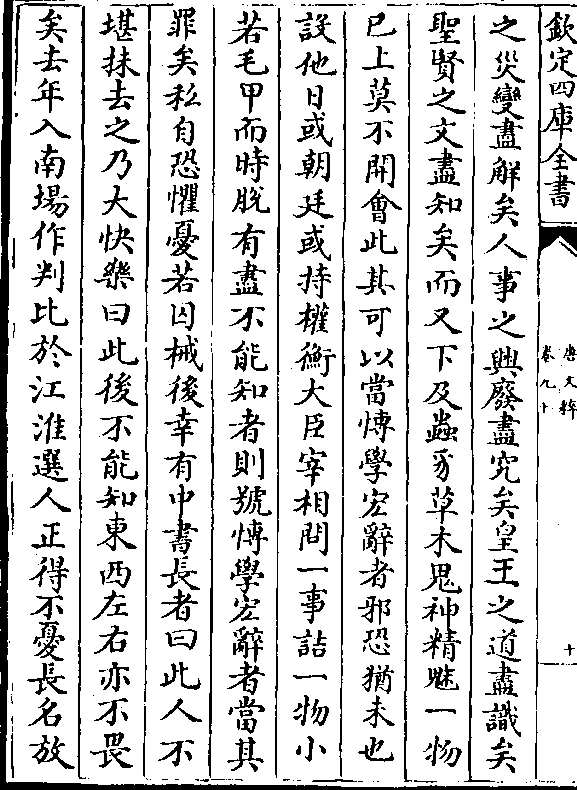 欽定四庫全書
唐文粹
卷九十
十
之災變盡解矣人事之興廢盡究矣皇王之道盡識矣
聖賢之文盡知矣而又下及蟲豸草木鬼神精魅一物
已上莫不開會此其可以當博學宏辭者邪恐猶未也
設他日或朝廷或持權衡大臣宰相問一事詰一物小
若毛甲而時脫有盡不能知者則號博學宏辭者當其
罪矣私自恐懼憂若囚械後幸有中書長者曰此人不
堪抹去之乃大快樂曰此後不能知東西左右亦不畏
矣去年入南場作判比於江淮選人正得不憂長名放